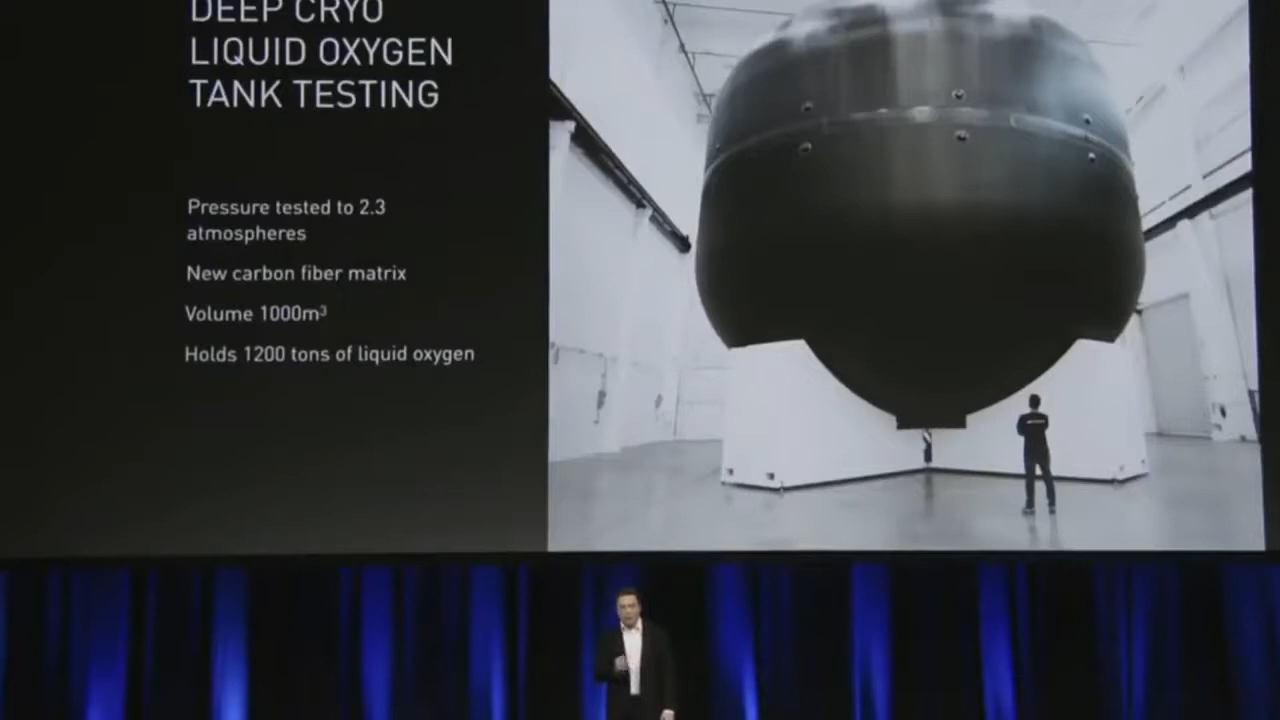 DEEP CRYO
LIQUID OXYGEN
TANK TESTING
Pressure tested to 2.3
atmospheres
New carbon fiber matrix
Volume 1000m³
Holds 1200 tons of liquid oxygen